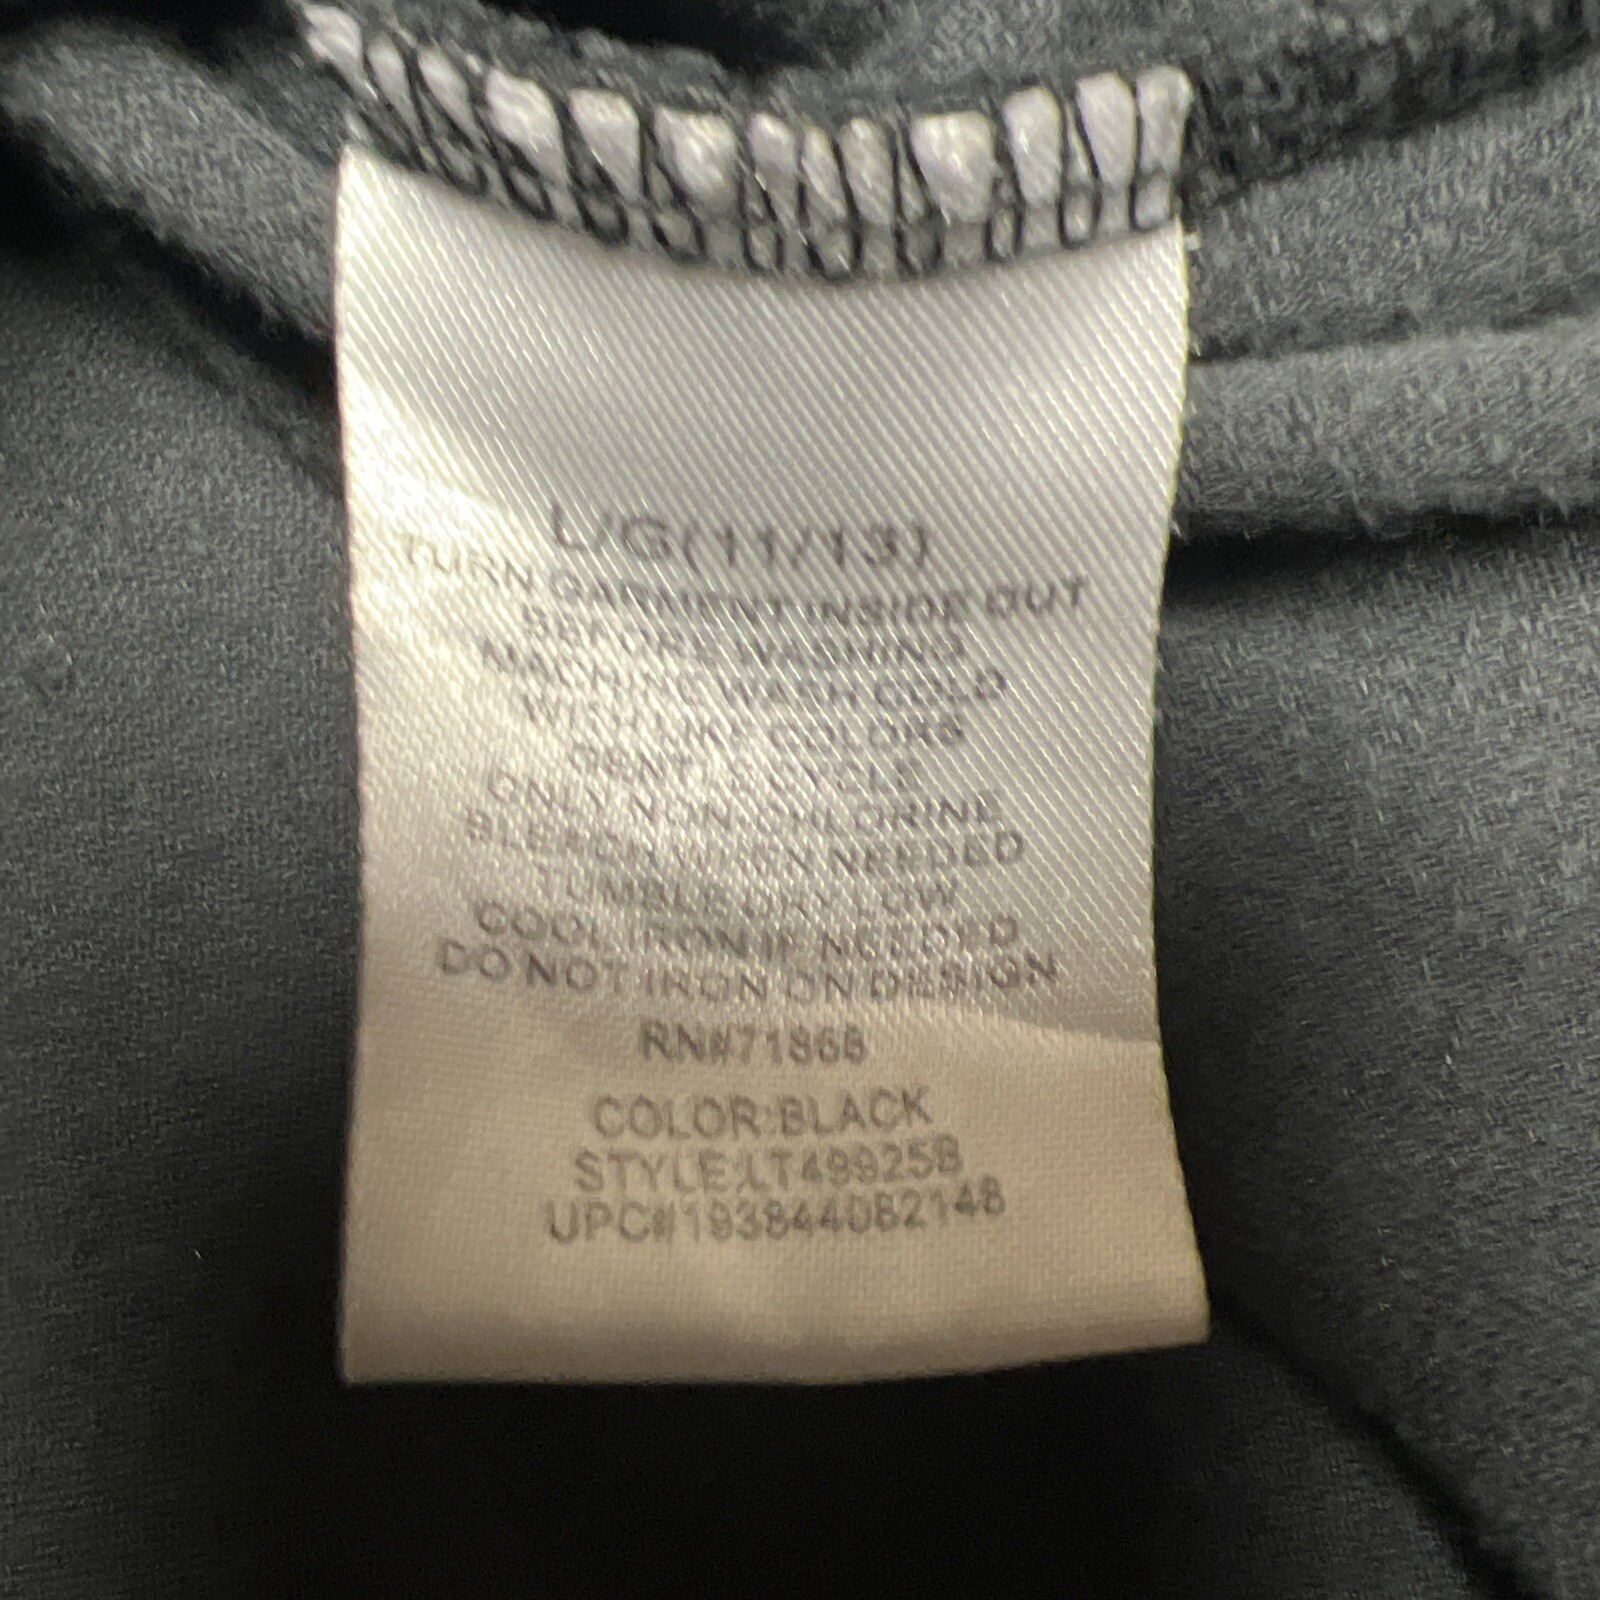 L/G(11/13)
TURN GARMENT INSIDE OUT
BEFORE WASHING
MACHINE WASH COLD
WISH LIKE COLORS
GENTLE CYCLE
ONLY NON-CHLORINE
BLEACH WHEN NEEDED
TUMBLE DRY LOW
COOL IRON IF NEEDED
DO NOT IRON ON DESIGN
RN#71866
COLOR:BLACK
STYLE:LT49925B
UPC#193844082148